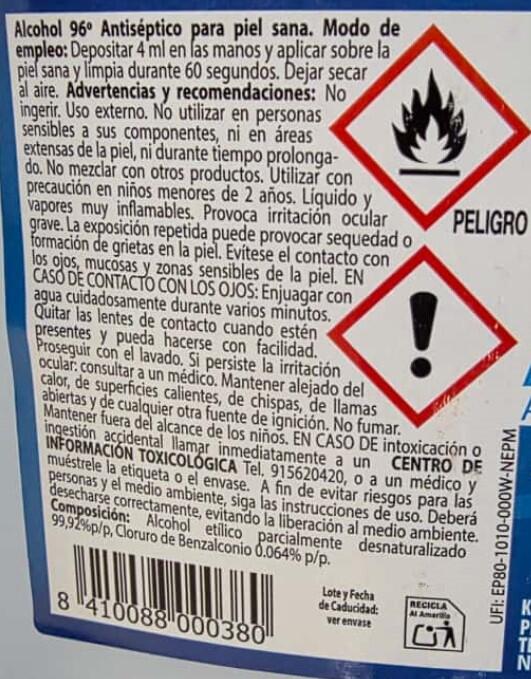 Alcohol 96º Antiséptico para piel sana. Modo de
empleo: Depositar 4 ml en las manos y aplicar sobre la
piel sana y limpia durante 60 segundos. Dejar secar
al aire. Advertencias y recomendaciones: No
ingerir. Uso externo. No utilizar en personas
sensibles a sus componentes, ni en áreas
extensas de la piel, ni durante tiempo prolonga-
do. No mezclar con otros productos. Utilizar con
precaución en niños menores de 2 años. Líquido y
vapores muy inflamables. Provoca irritación ocular
grave. La exposición repetida puede provocar sequedad o
formación de grietas en la piel. Evítese el contacto con
los ojos, mucosas y zonas sensibles de la piel. EN
CASO DE CONTACTO CON LOS OJOS: Enjuagar con
agua cuidadosamente durante varios minutos.
Quitar las lentes de contacto cuando estén
presentes y pueda hacerse con facilidad.
Proseguir con el lavado. Si persiste la irritación
ocular: consultar a un médico. Mantener alejado del
calor, de superficies calientes, de chispas, de llamas
abiertas y de cualquier otra fuente de ignición. No fumar.
Mantener fuera del alcance de los niños. EN CASO DE intoxicación o
ingestión accidental llamar inmediatamente a un CENTRO DE
INFORMACIÓN TOXICOLÓGICA Tel. 915620420, o a un médico y
muéstrele la etiqueta o el envase. A fin de evitar riesgos para las
personas y el medio ambiente, siga las instrucciones de uso. Deberá
desecharse correctamente, evitando la liberación al medio ambiente.
Composición: Alcohol etílico parcialmente desnaturalizado
99,92%p/p, Cloruro de Benzalconio 0.064% p/p.
PELIGRO
8 410088 000380
Lote y Fecha
de Caducidad:
ver envase
RECICLA
Al Amarillo
UFI: EP80-1010-000W-NEPM